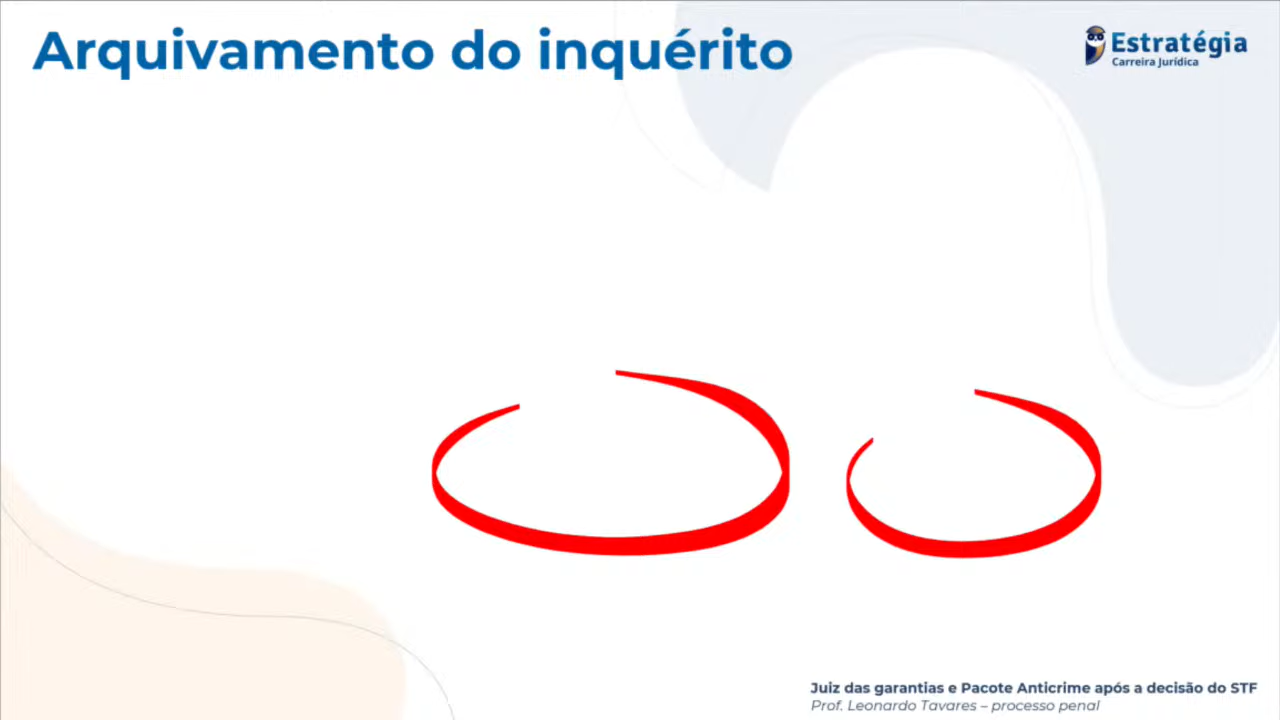 Arquivamento do inquérito
Estratégia
Carreira Jurídica
Juiz das garantias e Pacote Anticrime após a decisão do STF
Prof. Leonardo Tavares – processo penal